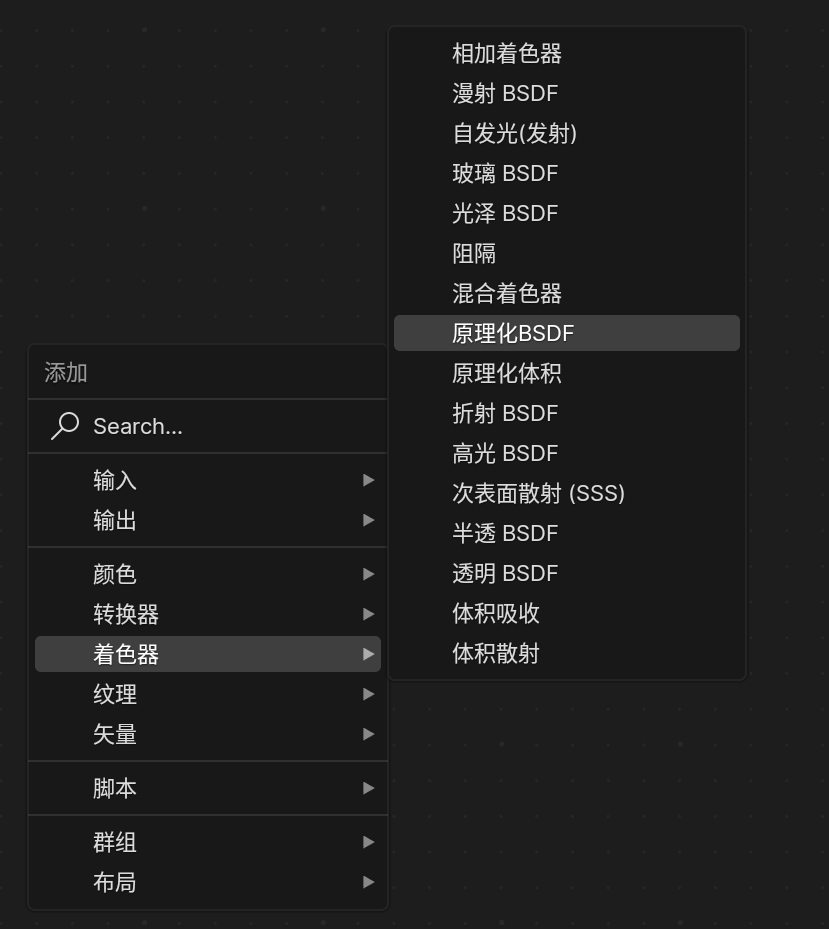 添加
Search...
输入
输出
颜色
转换器
着色器
纹理
矢量
脚本
群组
布局
相加着色器
漫射 BSDF
自发光(发射)
玻璃 BSDF
光泽 BSDF
阻隔
混合着色器
原理化BSDF
原理化体积
折射 BSDF
高光 BSDF
次表面散射 (SSS)
半透 BSDF
透明 BSDF
体积吸收
体积散射